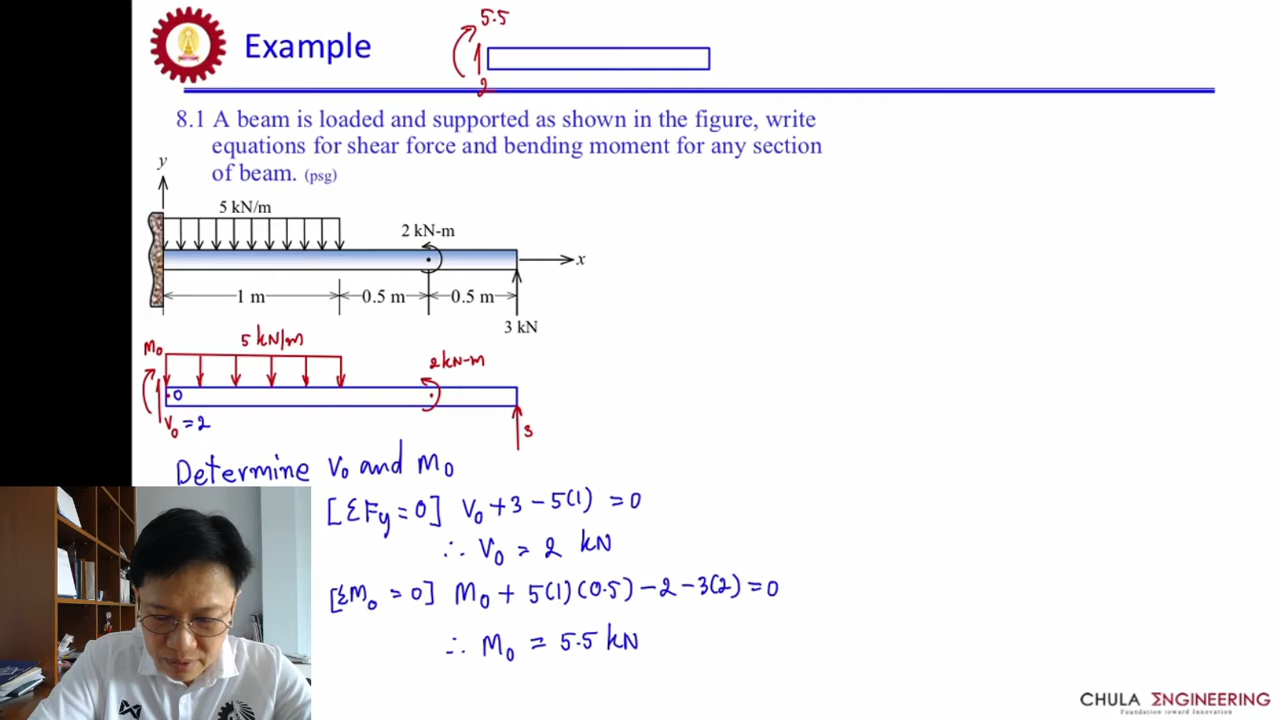 Example
5.5
2
8.1 A beam is loaded and supported as shown in the figure, write
equations for shear force and bending moment for any section
of beam. (psg)
y
5 kN/m
2 kN-m
x
1 m
0.5 m
0.5 m
3 kN
M₀
5 kN/m
2 kN-m
O
V₀ = 2
3
Determine V₀ and M₀
[ΣFy = 0] V₀ + 3 - 5(1) = 0
∴ V₀ = 2 kN
[ΣM₀ = 0] M₀ + 5(1)(0.5) - 2 - 3(2) = 0
∴ M₀ = 5.5 kN
CHULA ΣNGINEERING
Foundation toward Innovation